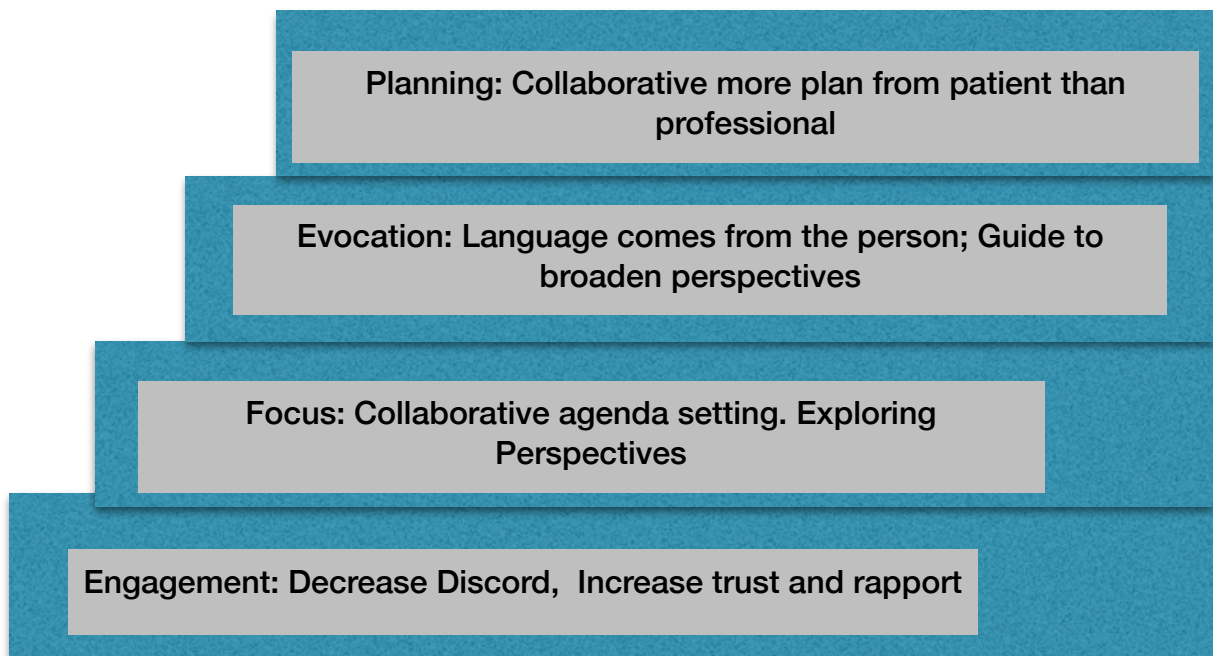 Planning: Collaborative more plan from patient than
professional
Evocation: Language comes from the person; Guide to
broaden perspectives
Focus: Collaborative agenda setting. Exploring
Perspectives
Engagement: Decrease Discord,  Increase trust and rapport